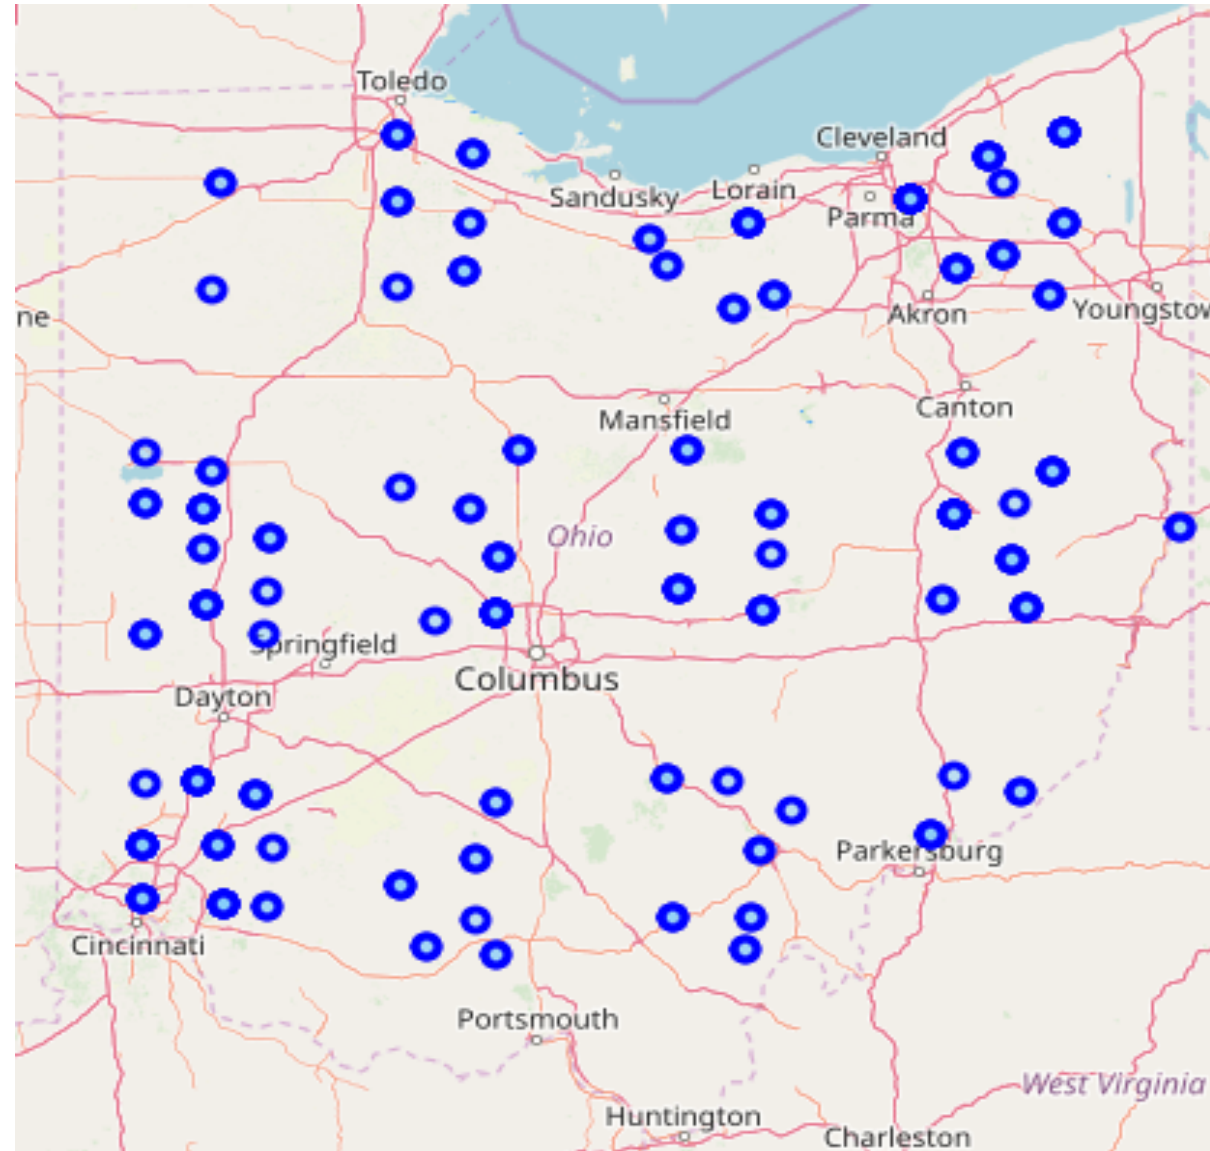 Toledo
Cleveland
Sandusky
Lorain
Parma
ne
Akron
Youngstow
Canton
Mansfield
Ohio
Springfield
Columbus
Dayton
Parkersburg
Cincinnati
Portsmouth
West Virginia
Huntington
Charleston